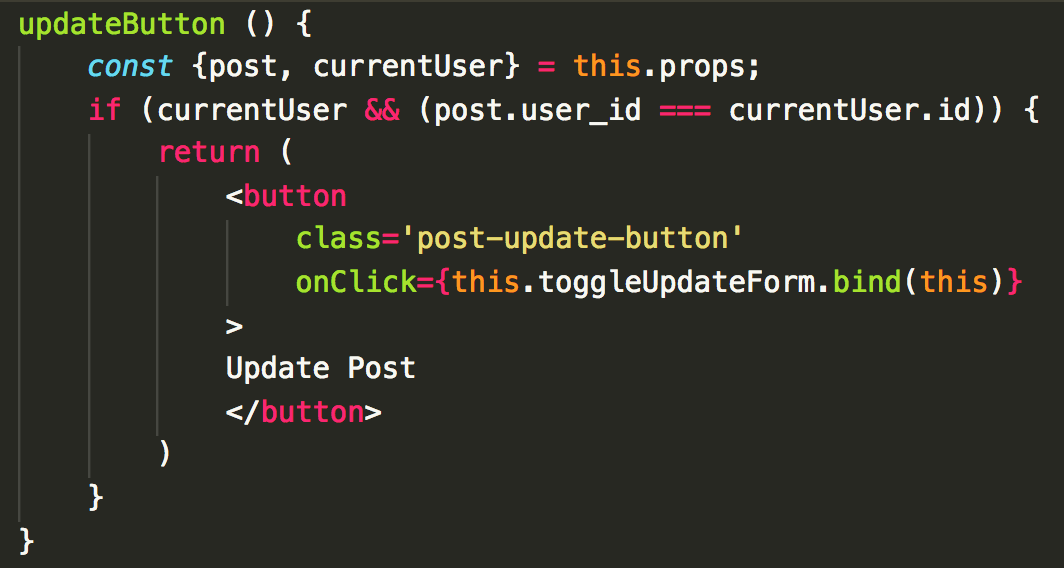 updateButton () {
    const {post, currentUser} = this.props;
    if (currentUser && (post.user_id === currentUser.id)) {
        return (
            <button
                class='post-update-button'
                onClick={this.toggleUpdateForm.bind(this)}
            >
            Update Post
            </button>
        )
    }
}